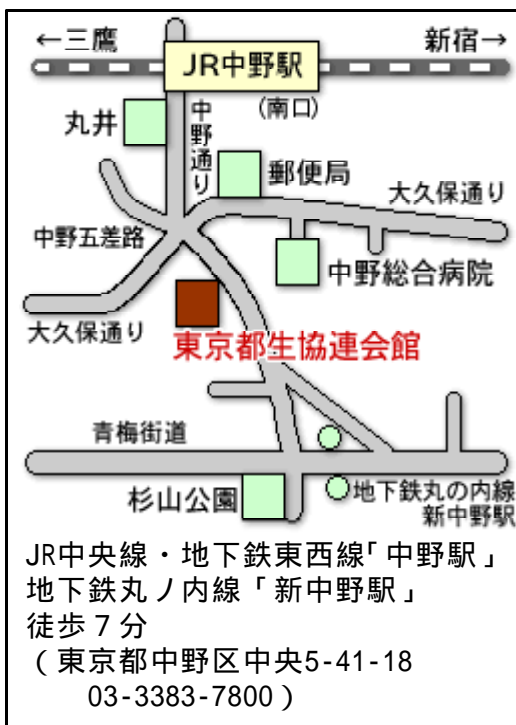 ←三鷹
新宿→
JR中野駅
(南口)
丸井
中野通り
郵便局
大久保通り
中野五差路
中野総合病院
大久保通り
東京都生協連会館
青梅街道
杉山公園
地下鉄丸の内線
新中野駅
JR中央線・地下鉄東西線「中野駅」
地下鉄丸ノ内線「新中野駅」
徒歩7分
(東京都中野区中央5-41-18
03-3383-7800)